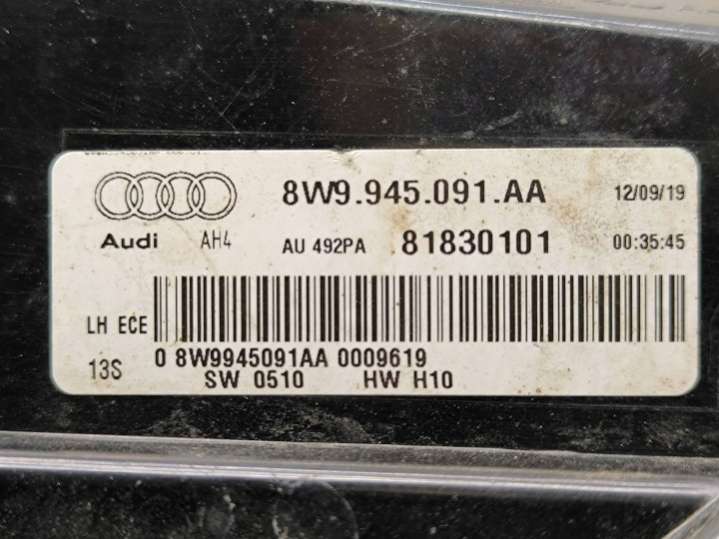 8W9.945.091.AA 12/09/19
Audi AH4 AU 492PA 81830101 00:35:45
LH ECE
13S 0 8W9945091AA 0009619
SW 0510 HW H10